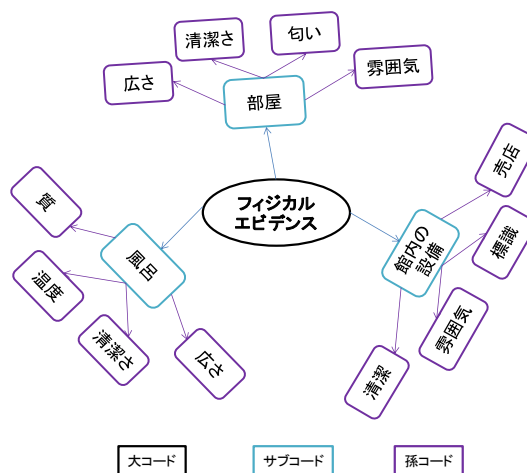 清潔さ
匂い
広さ
雰囲気
部屋
フィジカル
エビデンス
売店
標識
館内の
設備
雰囲気
清潔
質
風呂
温度
清潔さ
広さ
大コード
サブコード
孫コード